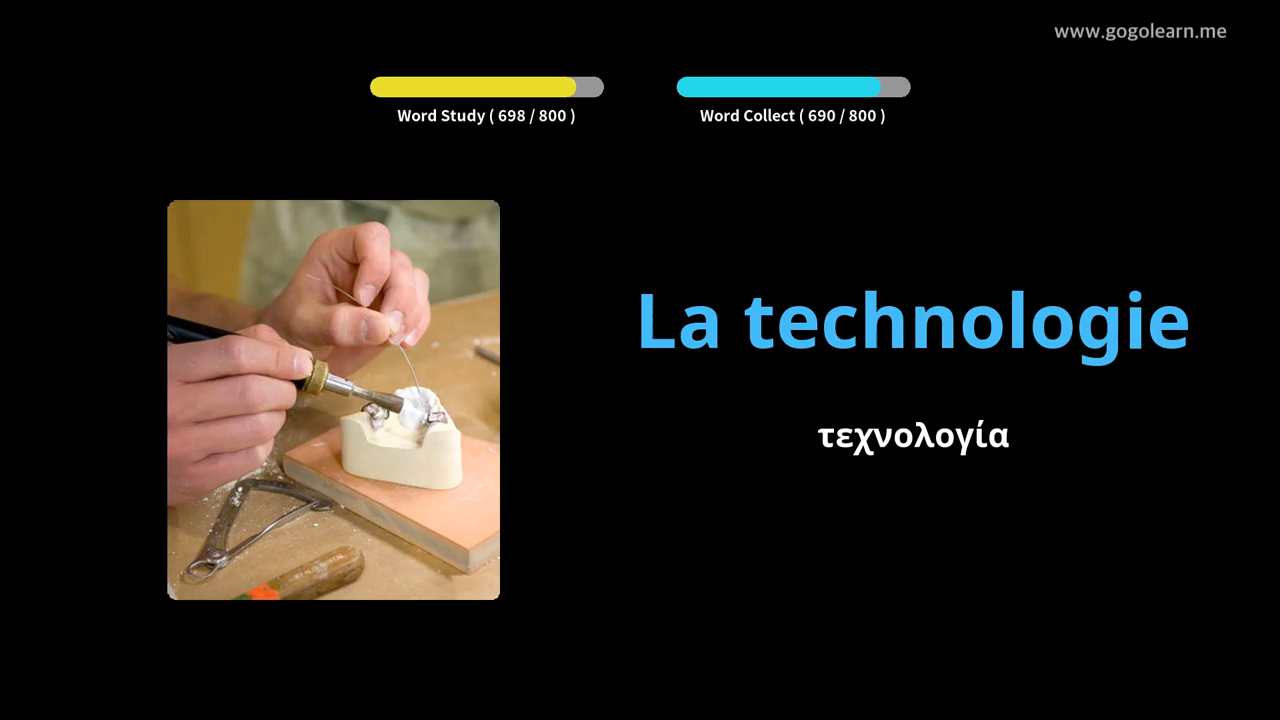 www.gogolearn.me
Word Study ( 698 / 800 )
Word Collect ( 690 / 800 )
La technologie
τεχνολογία